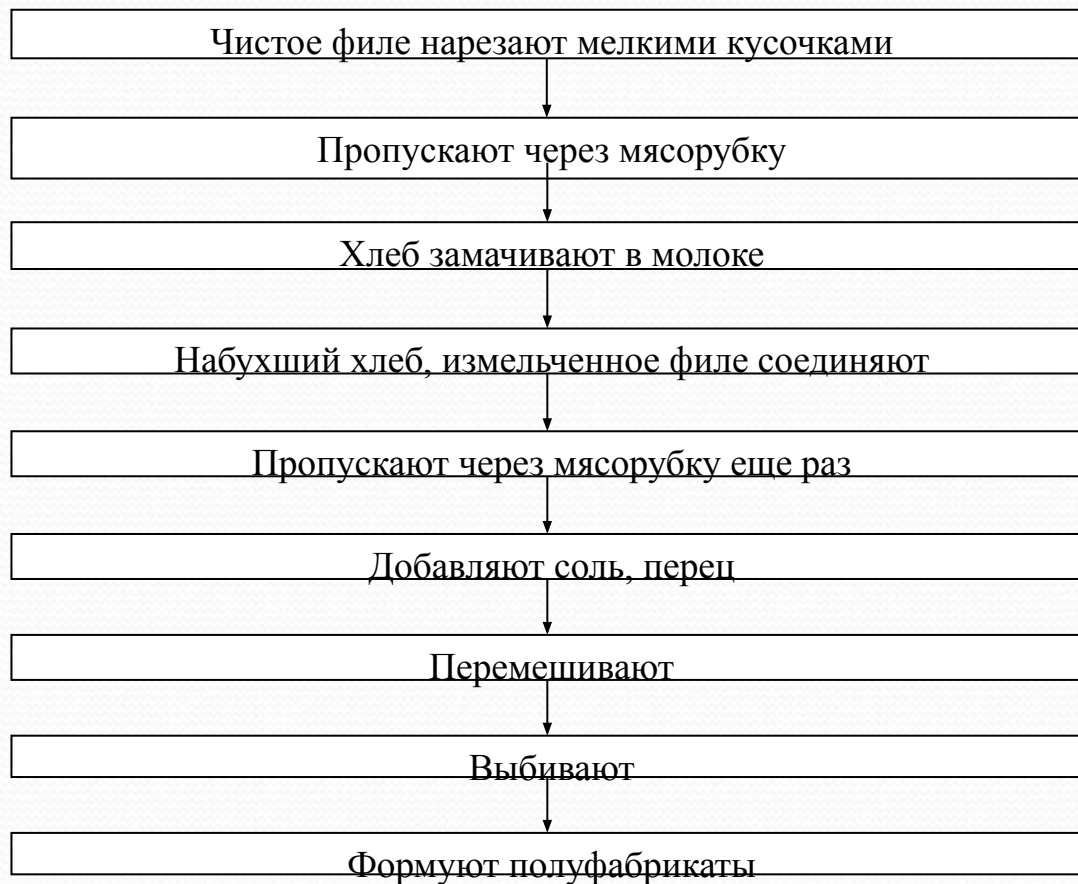 Чистое филе нарезают мелкими кусочками
Пропускают через мясорубку
Хлеб замачивают в молоке
Набухший хлеб, измельченное филе соединяют
Пропускают через мясорубку еще раз
Добавляют соль, перец
Перемешивают
Выбивают
Формуют полуфабрикаты